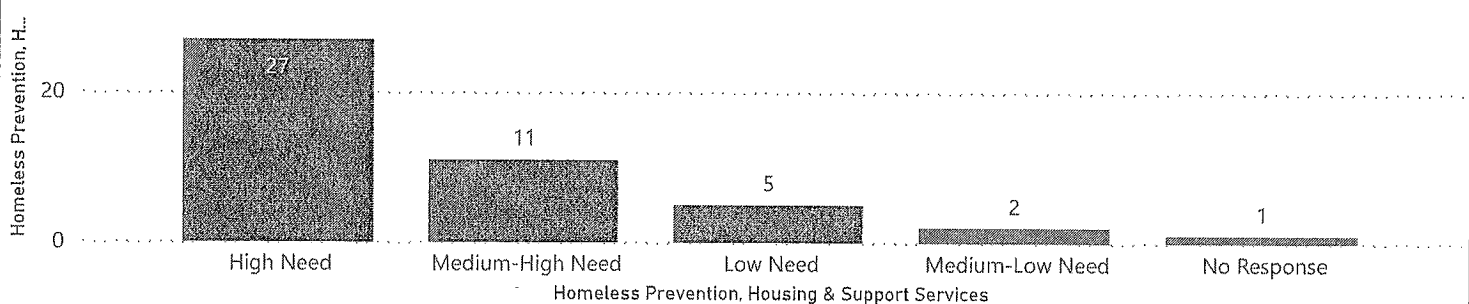 Homeless Prevention, H...
20
0
27
11
5
2
1
High Need
Medium-High Need
Low Need
Medium-Low Need
No Response
Homeless Prevention, Housing & Support Services